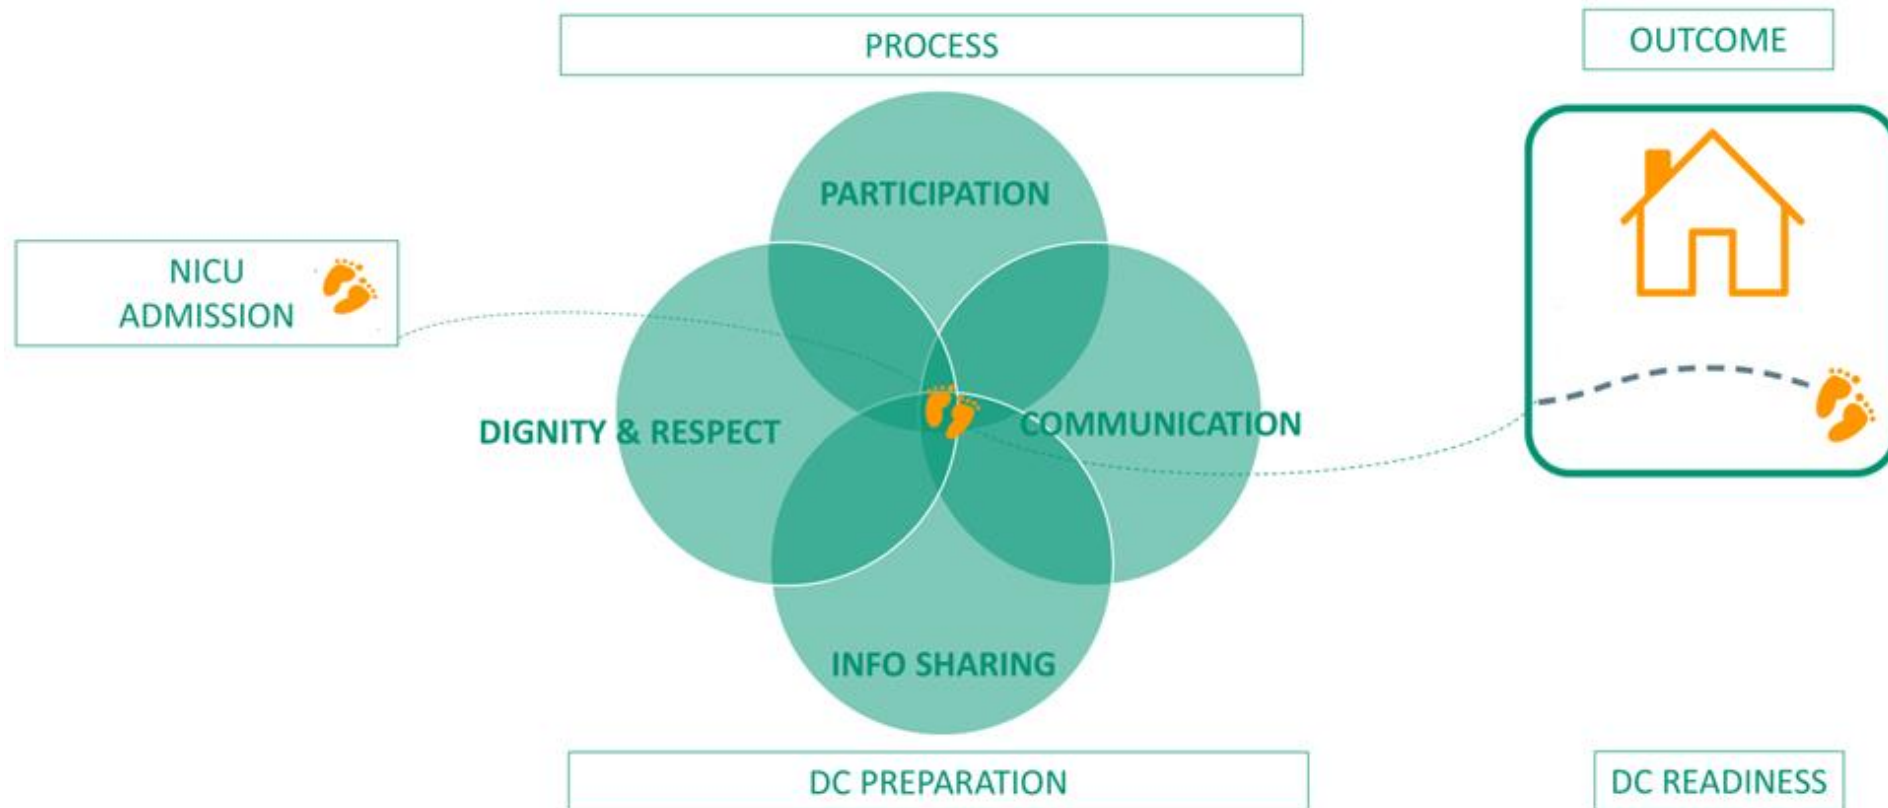 PROCESS
OUTCOME
PARTICIPATION
NICU
ADMISSION
DIGNITY & RESPECT
COMMUNICATION
INFO SHARING
DC PREPARATION
DC READINESS